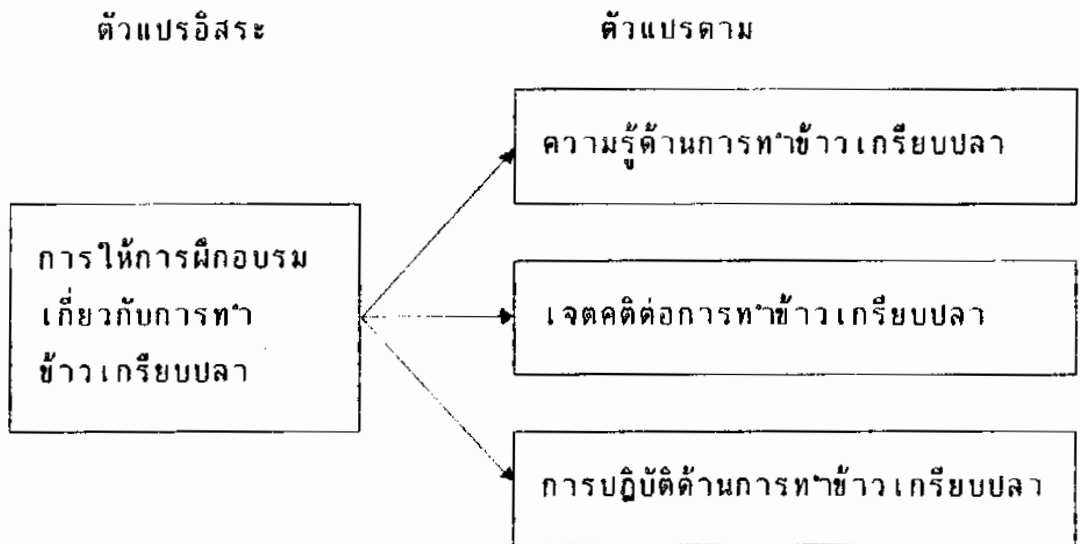 ตัวแปรอิสระ
ตัวแปรตาม
ความรู้ด้านการทำข้าวเกรียบปลา
การให้การฝึกอบรม
เกี่ยวกับการทำ
ข้าวเกรียบปลา
เจตคติต่อการทำข้าวเกรียบปลา
การปฏิบัติด้านการทำข้าวเกรียบปลา